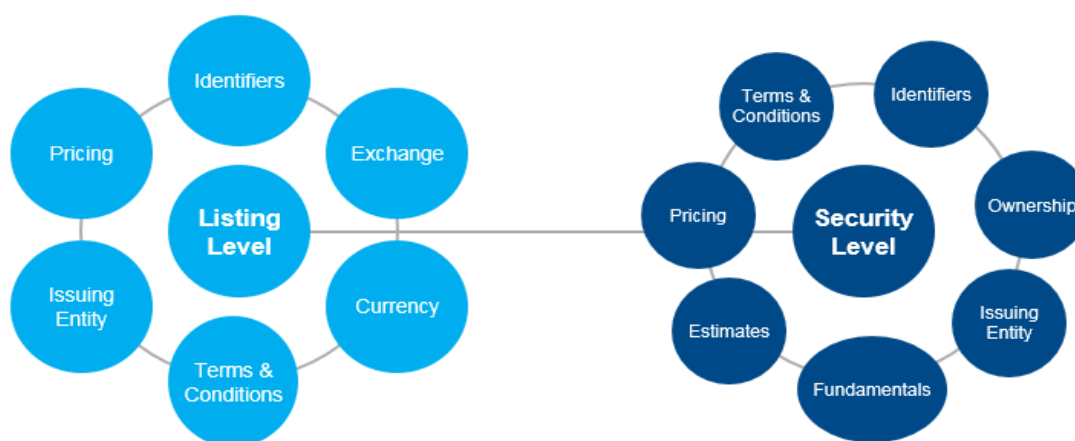 Identifiers
Pricing
Exchange
Listing
Level
Issuing
Entity
Currency
Terms &
Conditions
Terms &
Conditions
Identifiers
Pricing
Ownership
Security
Level
Estimates
Issuing
Entity
Fundamentals